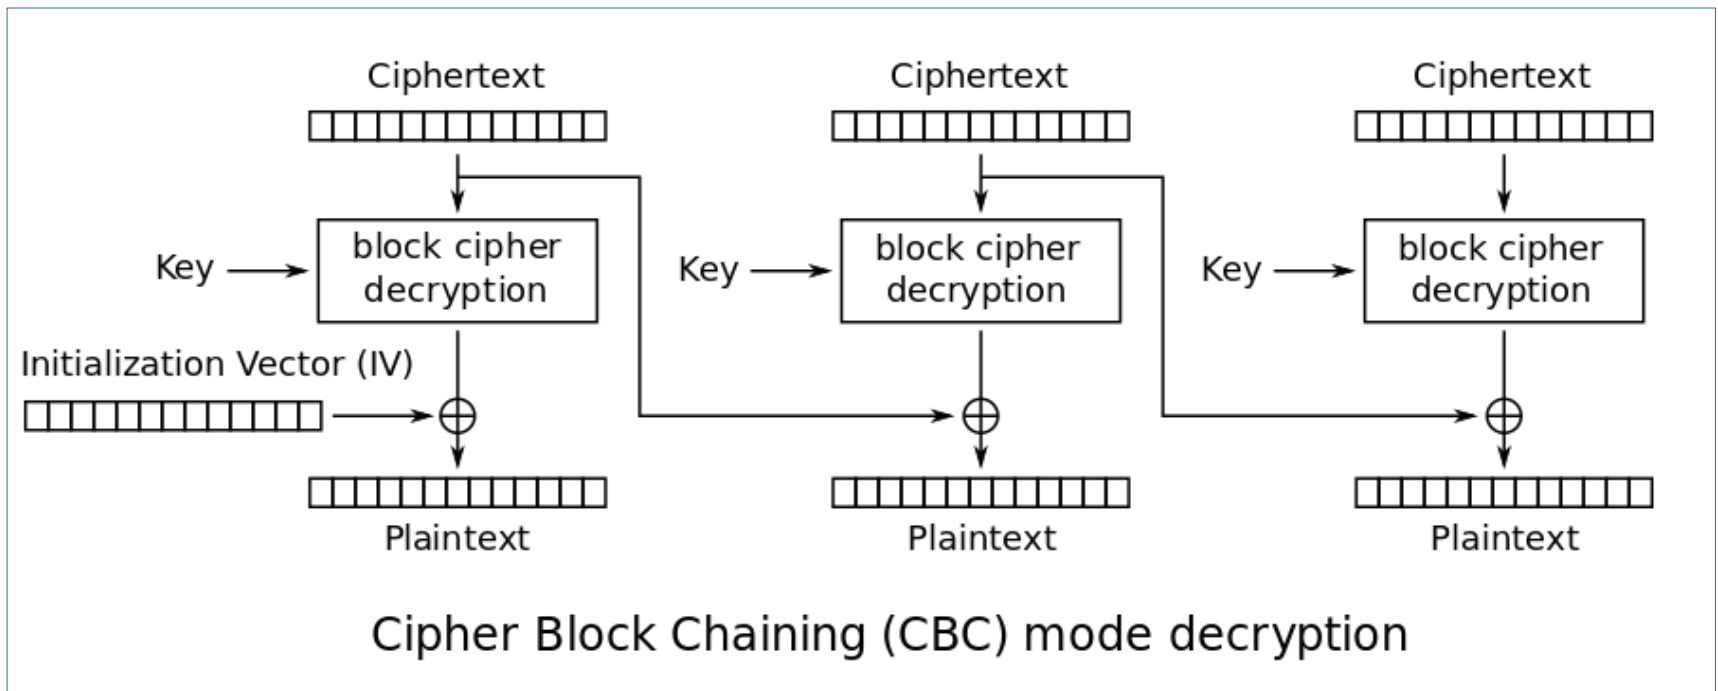 Ciphertext
Ciphertext
Ciphertext
Key
block cipher
decryption
Key
block cipher
decryption
Key
block cipher
decryption
Initialization Vector (IV)
Plaintext
Plaintext
Plaintext
Cipher Block Chaining (CBC) mode decryption